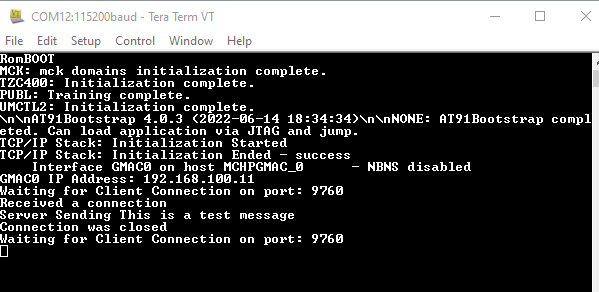 COM12:115200baud - Tera Term VT
File Edit Setup Control Window Help
RomBOOT
MCK: mck domains initialization complete.
TZC400: Initialization complete.
PUBL: Training complete.
UMCTL2: Initialization complete.
\n\nAT91Bootstrap 4.0.3 (2022-06-14 18:34:34)\n\nNONE: AT91Bootstrap compl
eted. Can load application via JTAG and jump.
TCP/IP Stack: Initialization Started
TCP/IP Stack: Initialization Ended - success
    Interface GMAC0 on host MCHPGMAC_0      - NBNS disabled
GMAC0 IP Address: 192.168.100.11
Waiting for Client Connection on port: 9760
Received a connection
Server Sending This is a test message
Connection was closed
Waiting for Client Connection on port: 9760